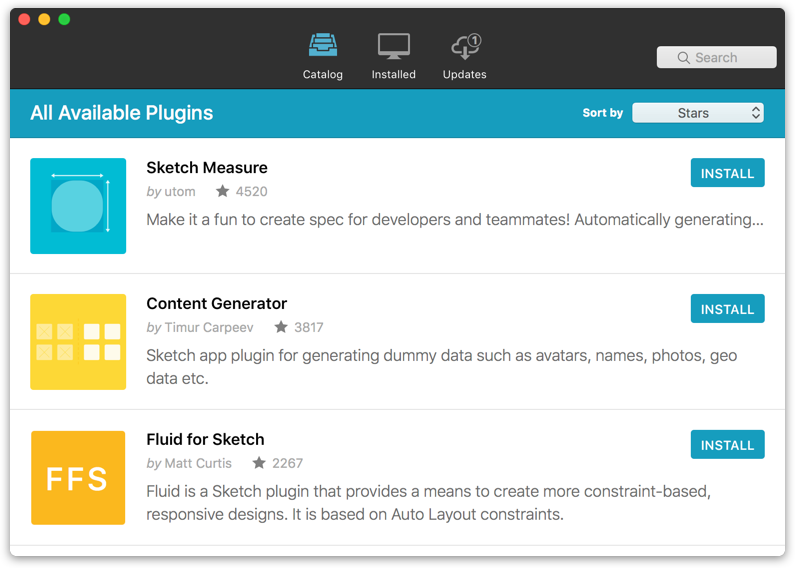 1
Catalog
Installed
Updates
Search
All Available Plugins
Sort by
Stars
Sketch Measure
INSTALL
by utom ★ 4520
Make it a fun to create spec for developers and teammates! Automatically generating...
Content Generator
INSTALL
by Timur Carpeev ★ 3817
Sketch app plugin for generating dummy data such as avatars, names, photos, geo
data etc.
FFS
Fluid for Sketch
INSTALL
by Matt Curtis ★ 2267
Fluid is a Sketch plugin that provides a means to create more constraint-based,
responsive designs. It is based on Auto Layout constraints.